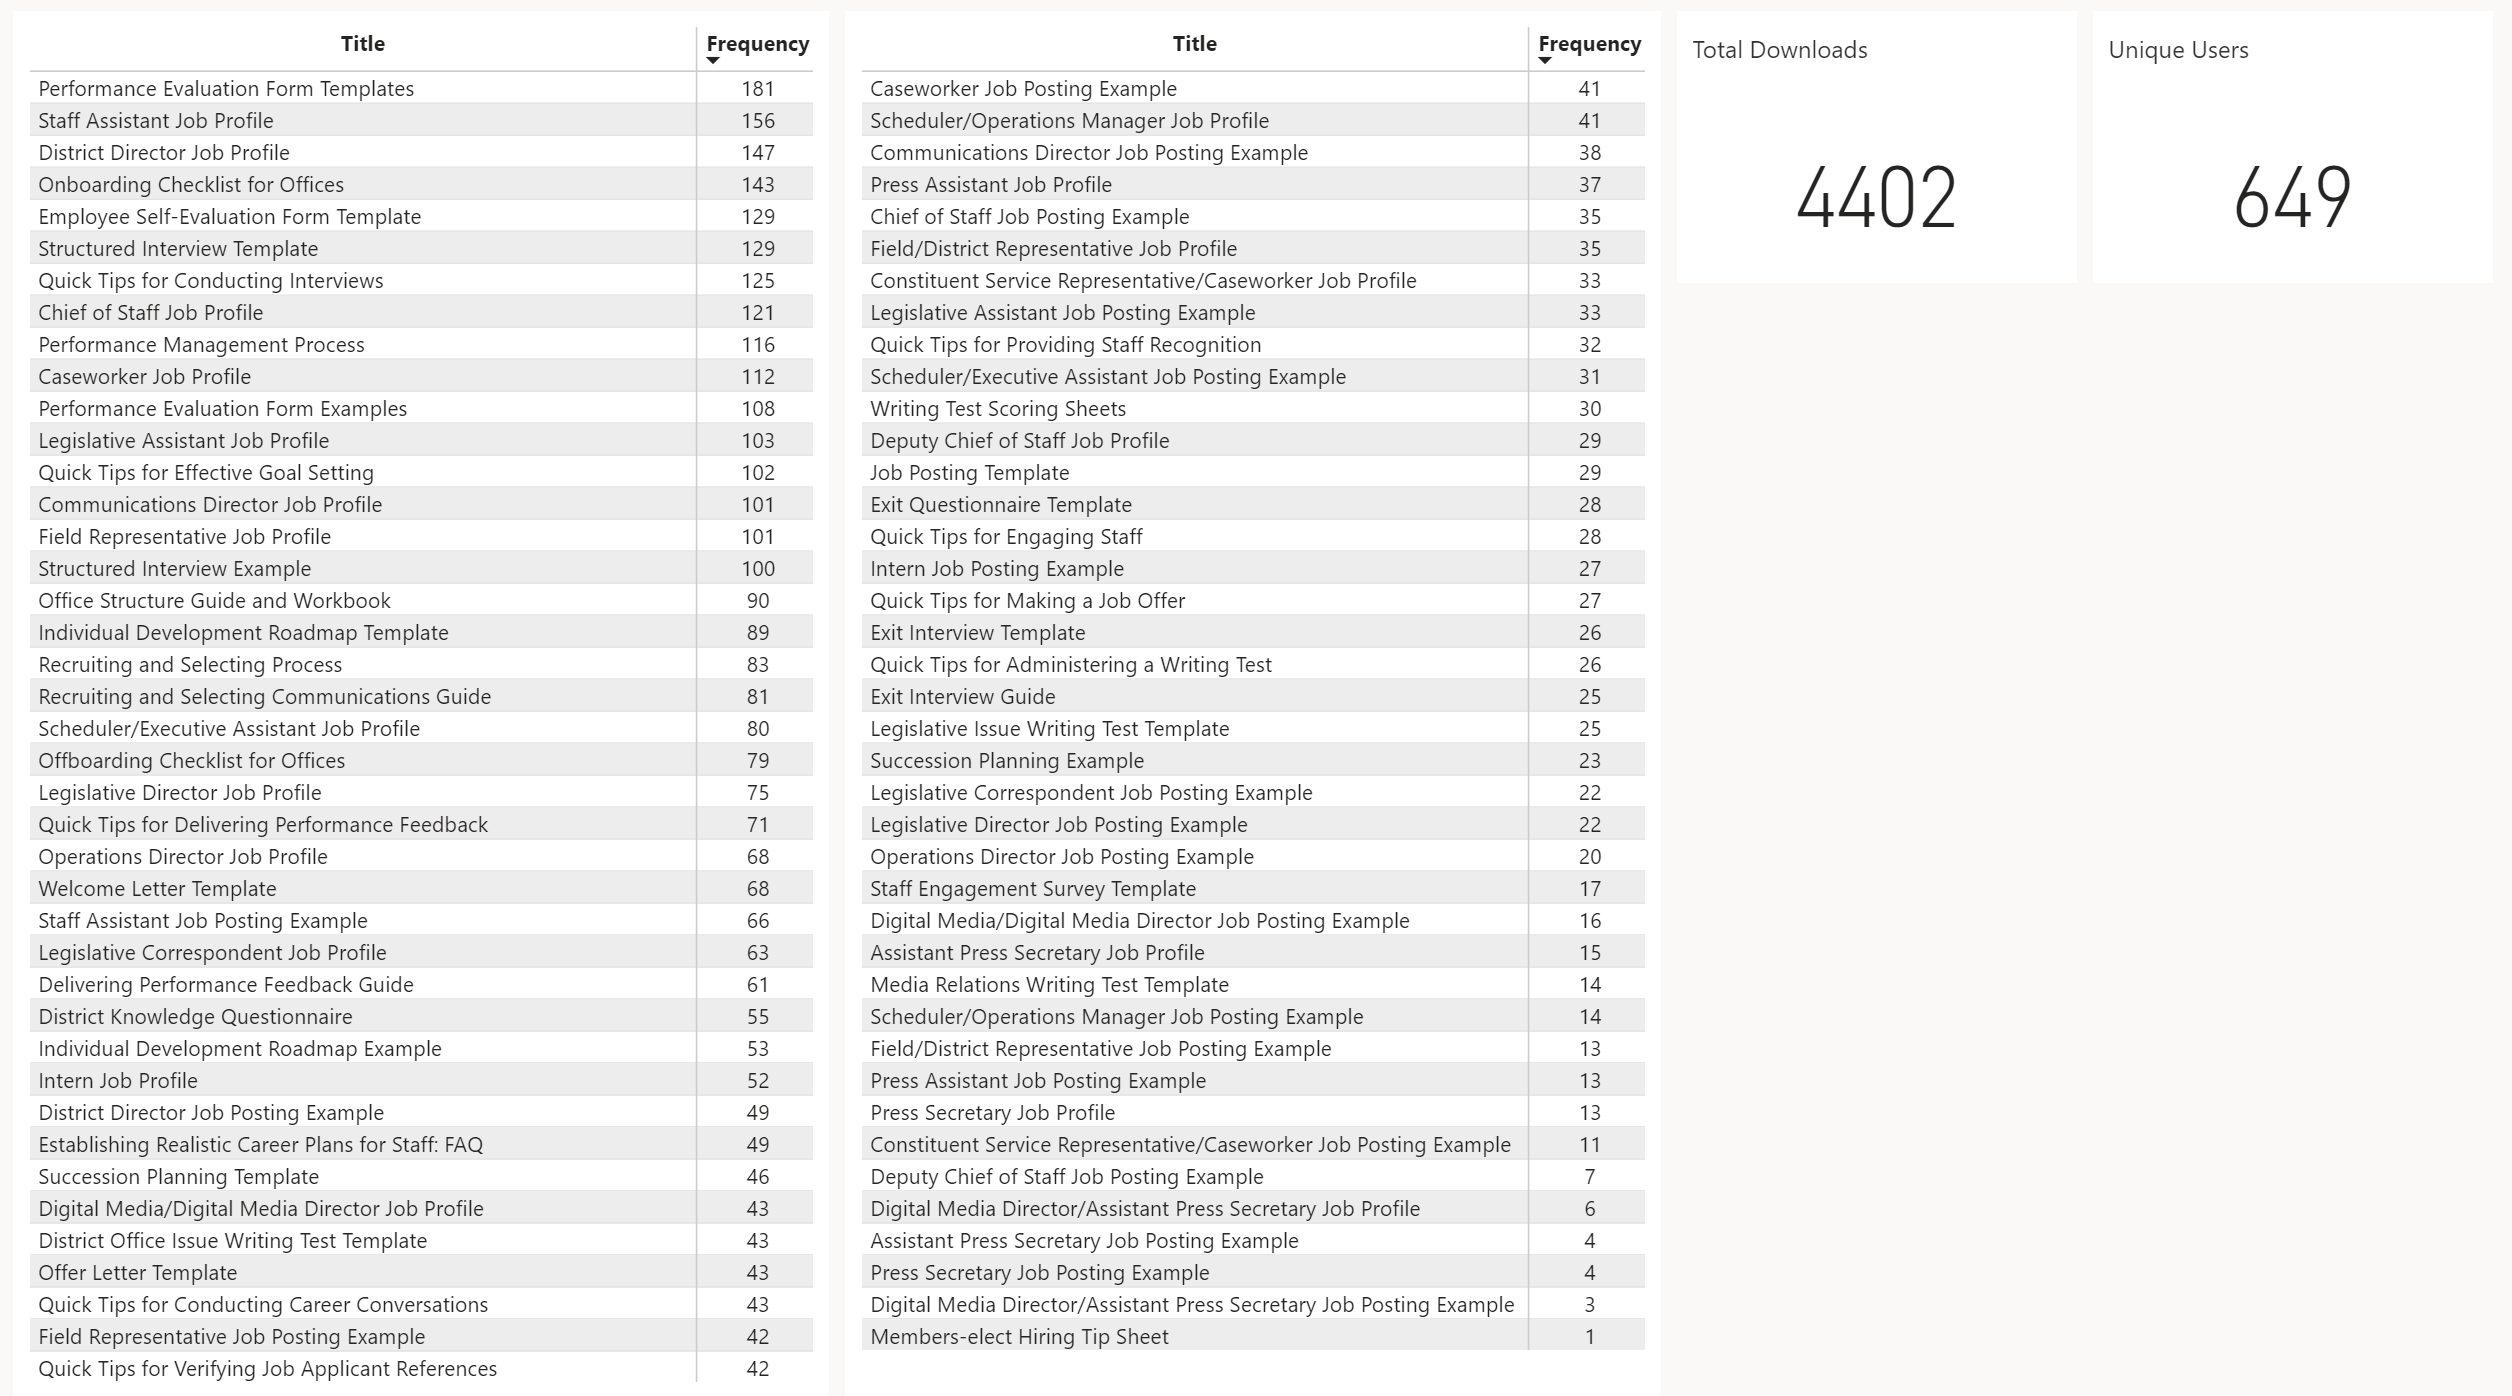 Title Frequency
Performance Evaluation Form Templates 181
Staff Assistant Job Profile 156
District Director Job Profile 147
Onboarding Checklist for Offices 143
Employee Self-Evaluation Form Template 129
Structured Interview Template 129
Quick Tips for Conducting Interviews 125
Chief of Staff Job Profile 121
Performance Management Process 116
Caseworker Job Profile 112
Performance Evaluation Form Examples 108
Legislative Assistant Job Profile 103
Quick Tips for Effective Goal Setting 102
Communications Director Job Profile 101
Field Representative Job Profile 101
Structured Interview Example 100
Office Structure Guide and Workbook 90
Individual Development Roadmap Template 89
Recruiting and Selecting Process 83
Recruiting and Selecting Communications Guide 81
Scheduler/Executive Assistant Job Profile 80
Offboarding Checklist for Offices 79
Legislative Director Job Profile 75
Quick Tips for Delivering Performance Feedback 71
Operations Director Job Profile 68
Welcome Letter Template 68
Staff Assistant Job Posting Example 66
Legislative Correspondent Job Profile 63
Delivering Performance Feedback Guide 61
District Knowledge Questionnaire 55
Individual Development Roadmap Example 53
Intern Job Profile 52
District Director Job Posting Example 49
Establishing Realistic Career Plans for Staff: FAQ 49
Succession Planning Template 46
Digital Media/Digital Media Director Job Profile 43
District Office Issue Writing Test Template 43
Offer Letter Template 43
Quick Tips for Conducting Career Conversations 43
Field Representative Job Posting Example 42
Quick Tips for Verifying Job Applicant References 42
Title Frequency
Caseworker Job Posting Example 41
Scheduler/Operations Manager Job Profile 41
Communications Director Job Posting Example 38
Press Assistant Job Profile 37
Chief of Staff Job Posting Example 35
Field/District Representative Job Profile 35
Constituent Service Representative/Caseworker Job Profile 33
Legislative Assistant Job Posting Example 33
Quick Tips for Providing Staff Recognition 32
Scheduler/Executive Assistant Job Posting Example 31
Writing Test Scoring Sheets 30
Deputy Chief of Staff Job Profile 29
Job Posting Template 29
Exit Questionnaire Template 28
Quick Tips for Engaging Staff 28
Intern Job Posting Example 27
Quick Tips for Making a Job Offer 27
Exit Interview Template 26
Quick Tips for Administering a Writing Test 26
Exit Interview Guide 25
Legislative Issue Writing Test Template 25
Succession Planning Example 23
Legislative Correspondent Job Posting Example 22
Legislative Director Job Posting Example 22
Operations Director Job Posting Example 20
Staff Engagement Survey Template 17
Digital Media/Digital Media Director Job Posting Example 16
Assistant Press Secretary Job Profile 15
Media Relations Writing Test Template 14
Scheduler/Operations Manager Job Posting Example 14
Field/District Representative Job Posting Example 13
Press Assistant Job Posting Example 13
Press Secretary Job Profile 13
Constituent Service Representative/Caseworker Job Posting Example 11
Deputy Chief of Staff Job Posting Example 7
Digital Media Director/Assistant Press Secretary Job Profile 6
Assistant Press Secretary Job Posting Example 4
Press Secretary Job Posting Example 4
Digital Media Director/Assistant Press Secretary Job Posting Example 3
Members-elect Hiring Tip Sheet 1
Total Downloads
4402
Unique Users
649